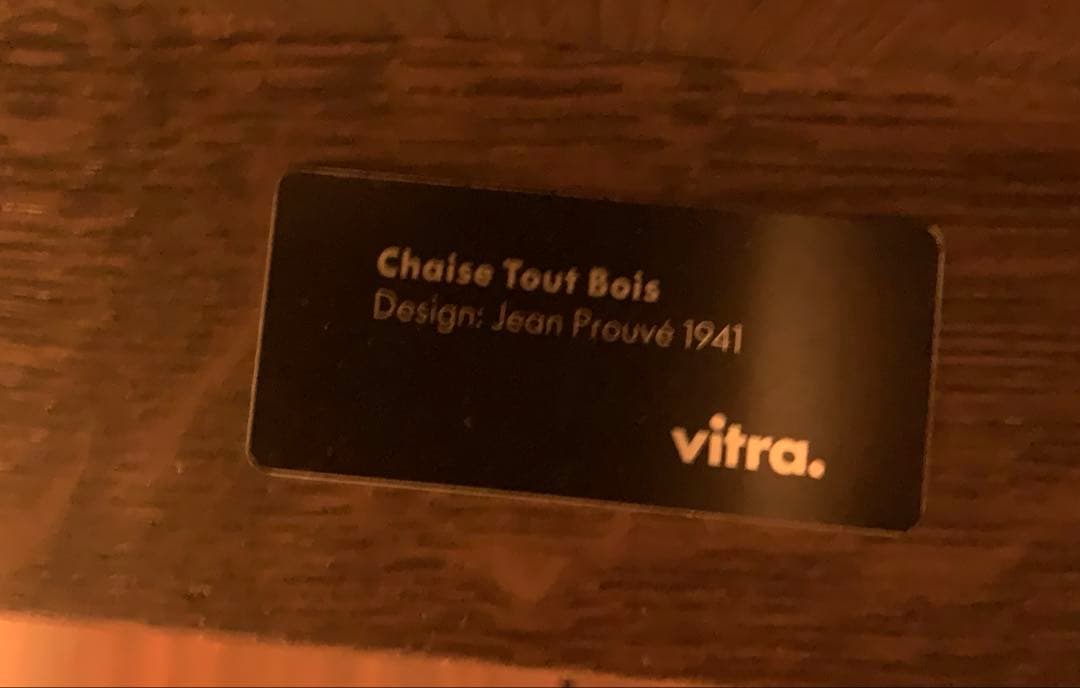 Chaise Tout Bois
Design: Jean Prouvé 1941
vitra.